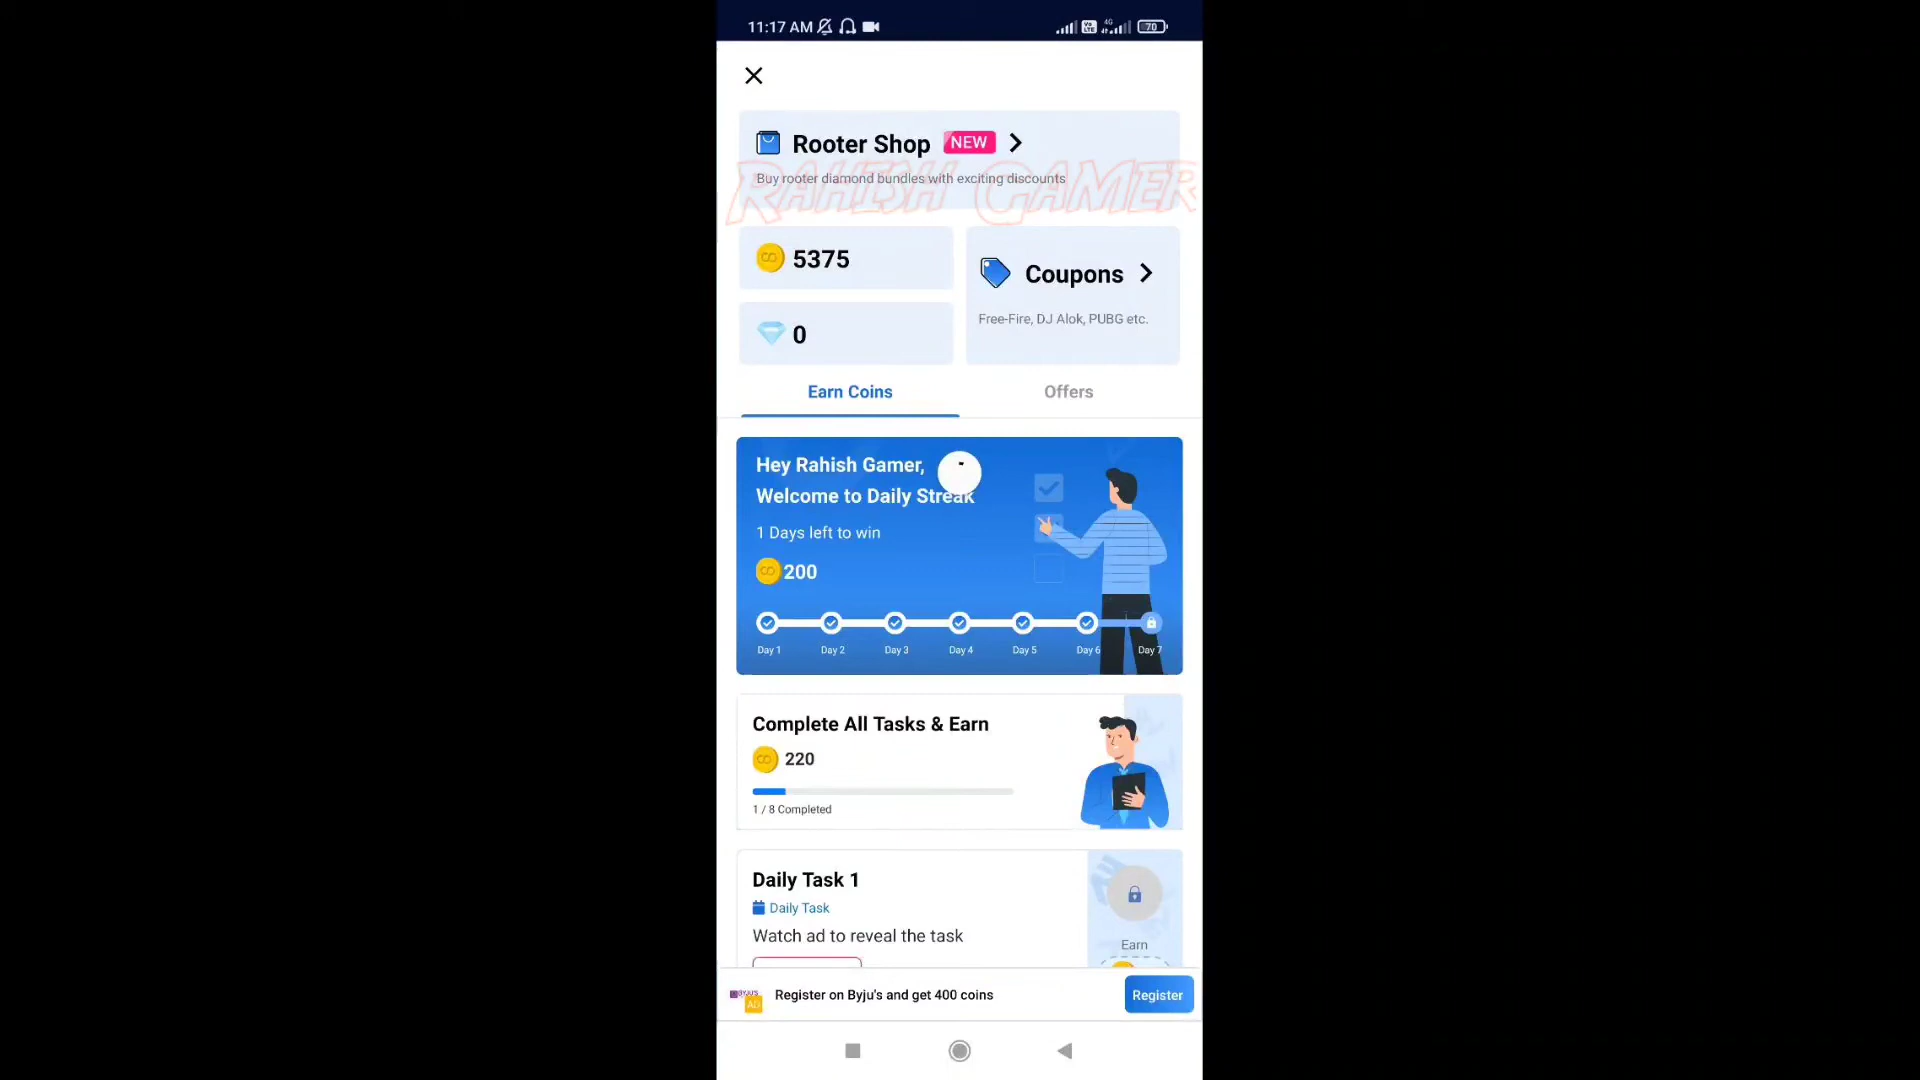 11:17 AM
4G
70
Rooter Shop NEW
Buy rooter diamond bundles with exciting discounts
RAHISH GAMER
5375
Coupons
Free-Fire, DJ Alok, PUBG etc.
0
Earn Coins
Offers
Hey Rahish Gamer,
Welcome to Daily Streak
1 Days left to win
200
Day 1 Day 2 Day 3 Day 4 Day 5 Day 6 Day 7
Complete All Tasks & Earn
220
1 / 8 Completed
Daily Task 1
Daily Task
Watch ad to reveal the task
Earn
BYJU'S
AD
Register on Byju's and get 400 coins
Register